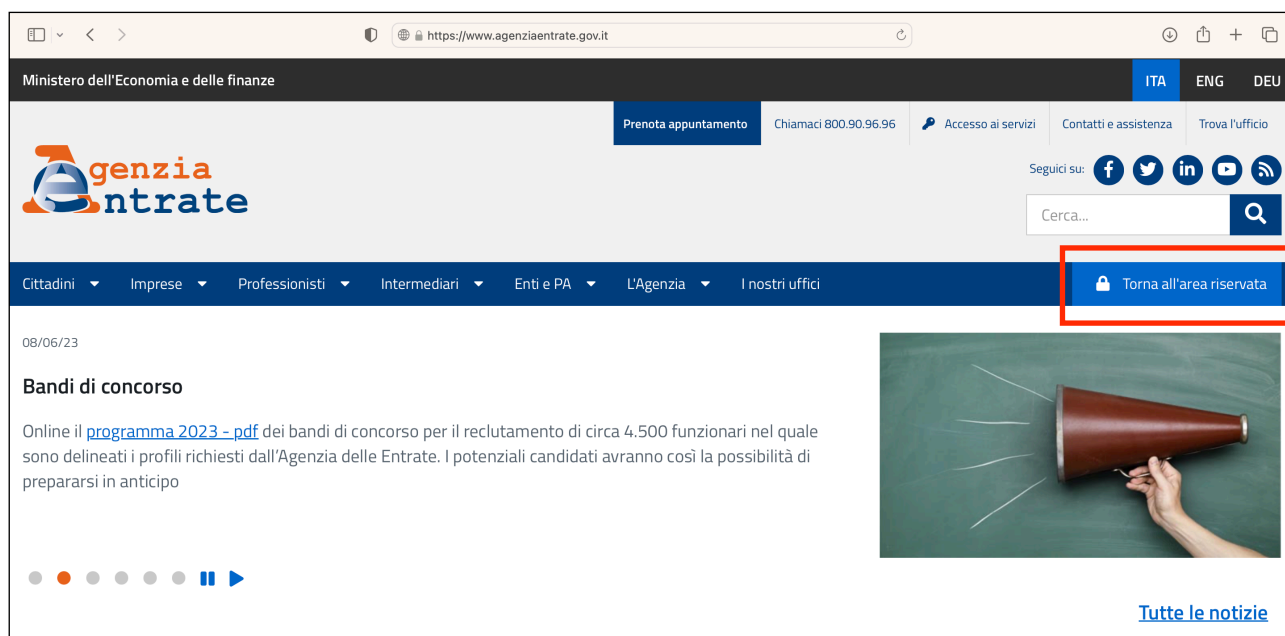 https://www.agenziaentrate.gov.it
Ministero dell'Economia e delle finanze
ITA ENG DEU
Prenota appuntamento Chiamaci 800.90.96.96 Accesso ai servizi Contatti e assistenza Trova l'ufficio
Agenzia
Entrate
Seguici su:
Cerca...
Cittadini Imprese Professionisti Intermediari Enti e PA L'Agenzia I nostri uffici Torna all'area riservata
08/06/23
Bandi di concorso
Online il programma 2023 - pdf dei bandi di concorso per il reclutamento di circa 4.500 funzionari nel quale
sono delineati i profili richiesti dall'Agenzia delle Entrate. I potenziali candidati avranno così la possibilità di
prepararsi in anticipo
Tutte le notizie